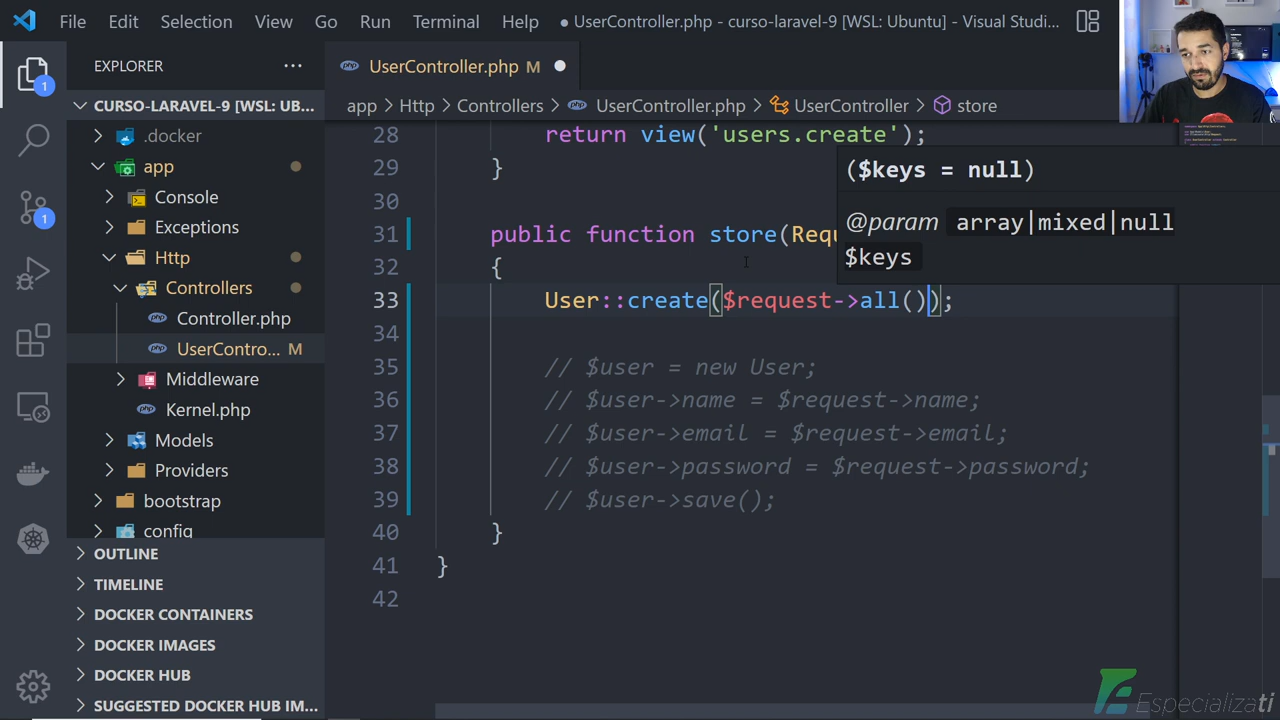 File Edit Selection View Go Run Terminal Help ● UserController.php - curso-laravel-9 [WSL: Ubuntu] - Visual Studi...
EXPLORER ...
UserController.php M
CURSO-LARAVEL-9 [WSL: UB...
app > Http > Controllers > UserController.php > UserController > store
.docker
app
Console
Exceptions
Http
Controllers
Controller.php
UserContro... M
Middleware
Kernel.php
Models
Providers
bootstrap
config
OUTLINE
TIMELINE
DOCKER CONTAINERS
DOCKER IMAGES
DOCKER HUB
SUGGESTED DOCKER HUB IM...
1
1
28 return view('users.create');
29 }
30
31 public function store(Requ
32 {
33 User::create($request->all());
34
35 // $user = new User;
36 // $user->name = $request->name;
37 // $user->email = $request->email;
38 // $user->password = $request->password;
39 // $user->save();
40 }
41 }
42
($keys = null)
@param array|mixed|null
$keys
Especializati